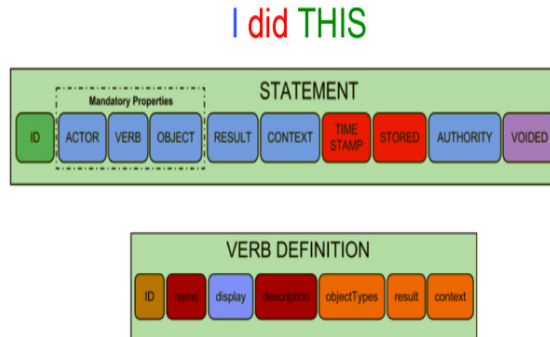 I did THIS
STATEMENT
Mandatory Properties
ID ACTOR VERB OBJECT RESULT CONTEXT TIME STAMP STORED AUTHORITY VOIDED
VERB DEFINITION
ID name display description objectTypes result context